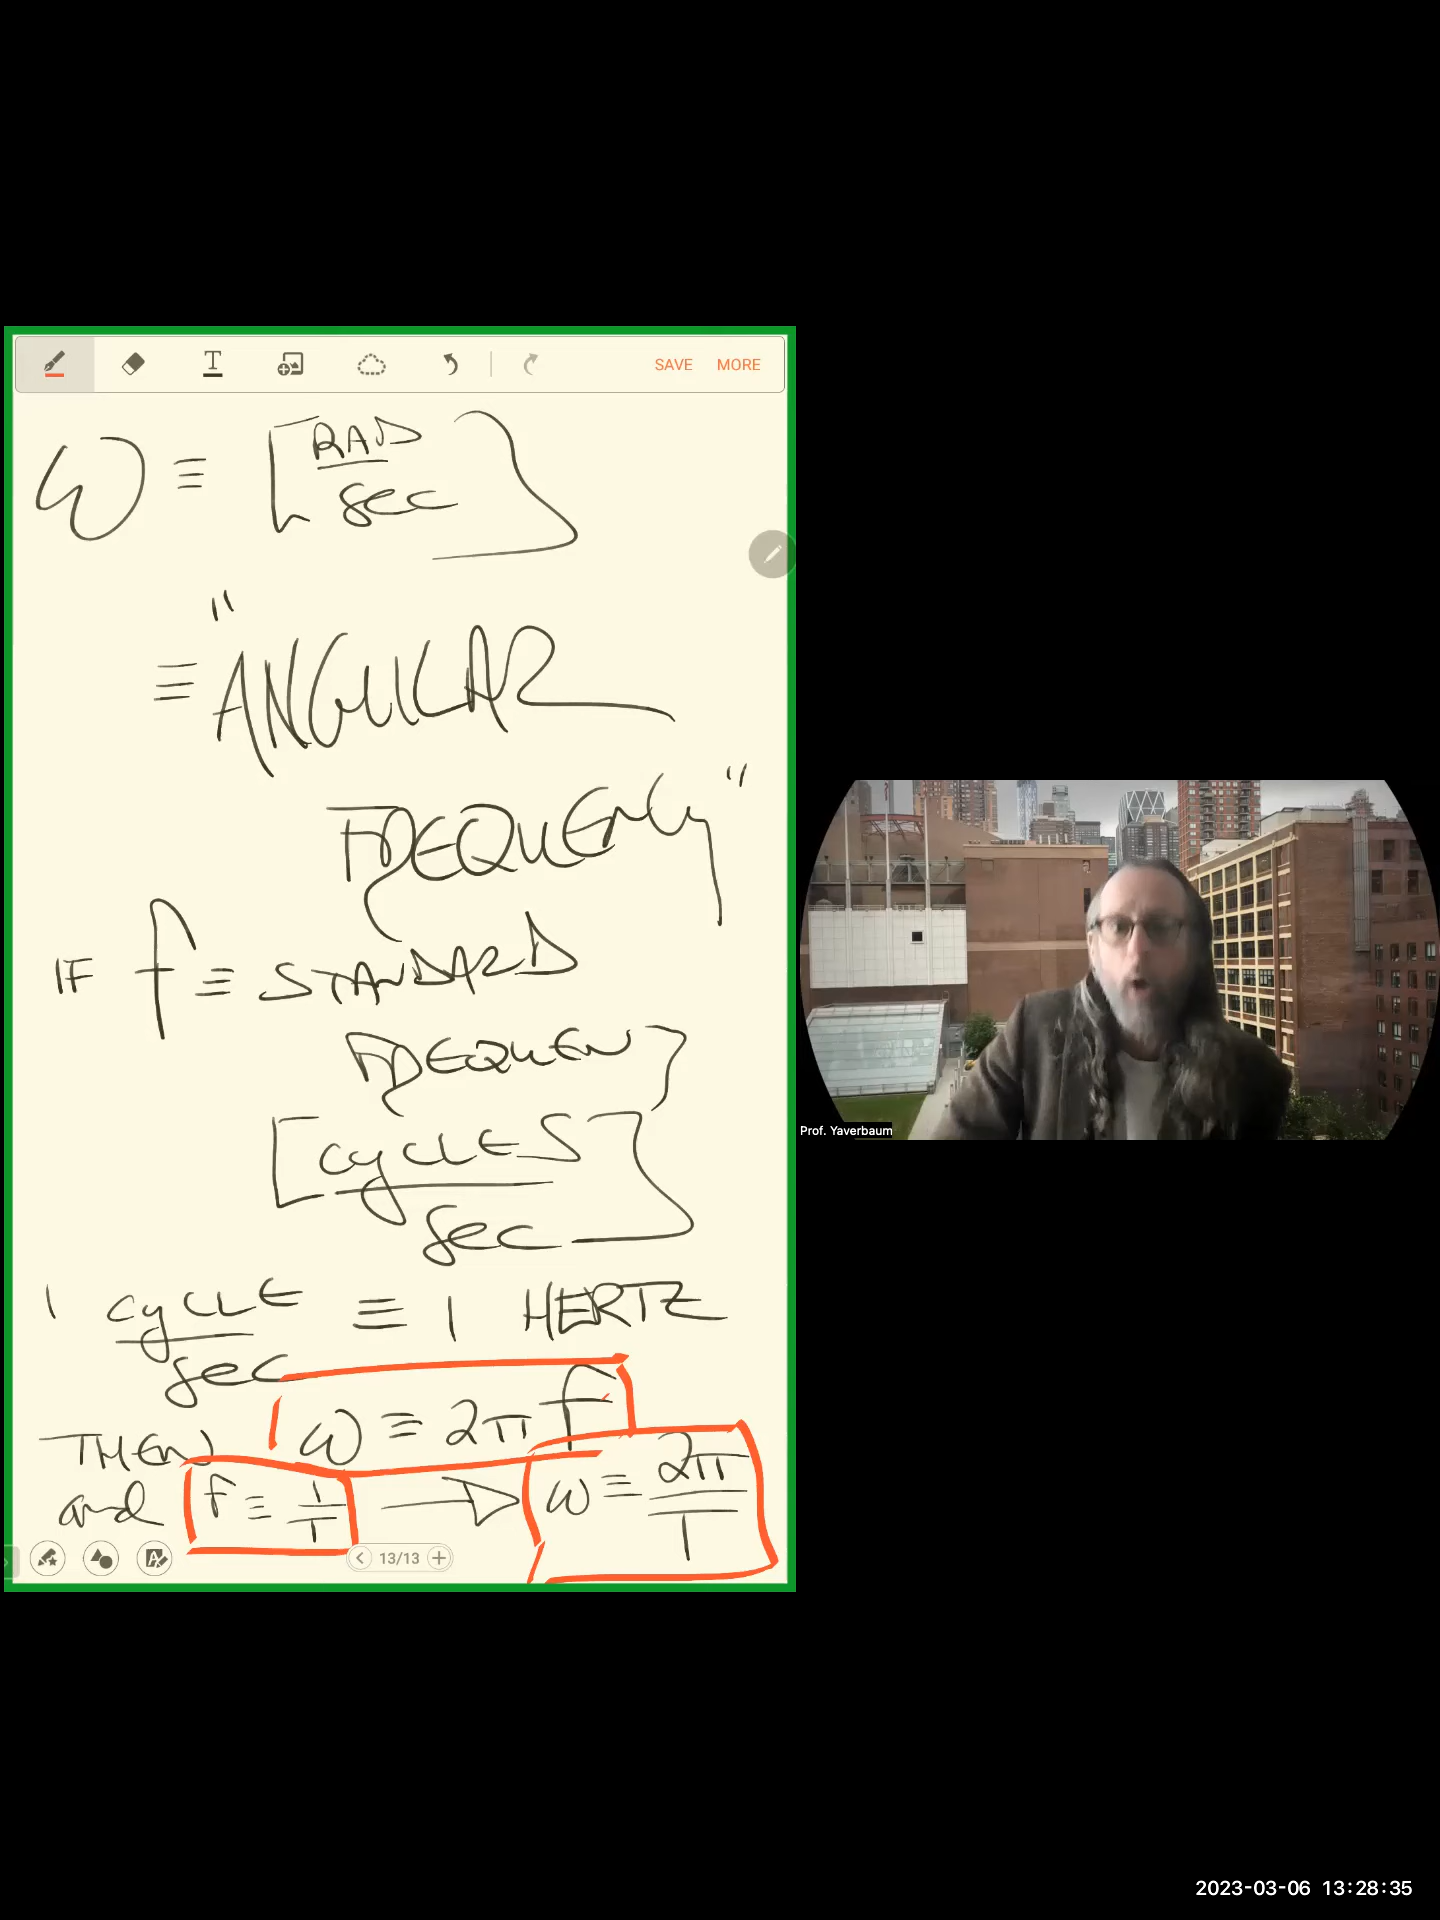 T
SAVE MORE
ω ≡ [RAD/sec]
≡ "ANGULAR
FREQUENCY"
IF f ≡ STANDARD
FREQUENCY
[CYCLES/sec]
1 CYCLE/sec ≡ 1 HERTZ
THEN ω ≡ 2π f
and f ≡ 1/T → ω ≡ 2π/T
13/13
Prof. Yaverbaum
2023-03-06 13:28:35